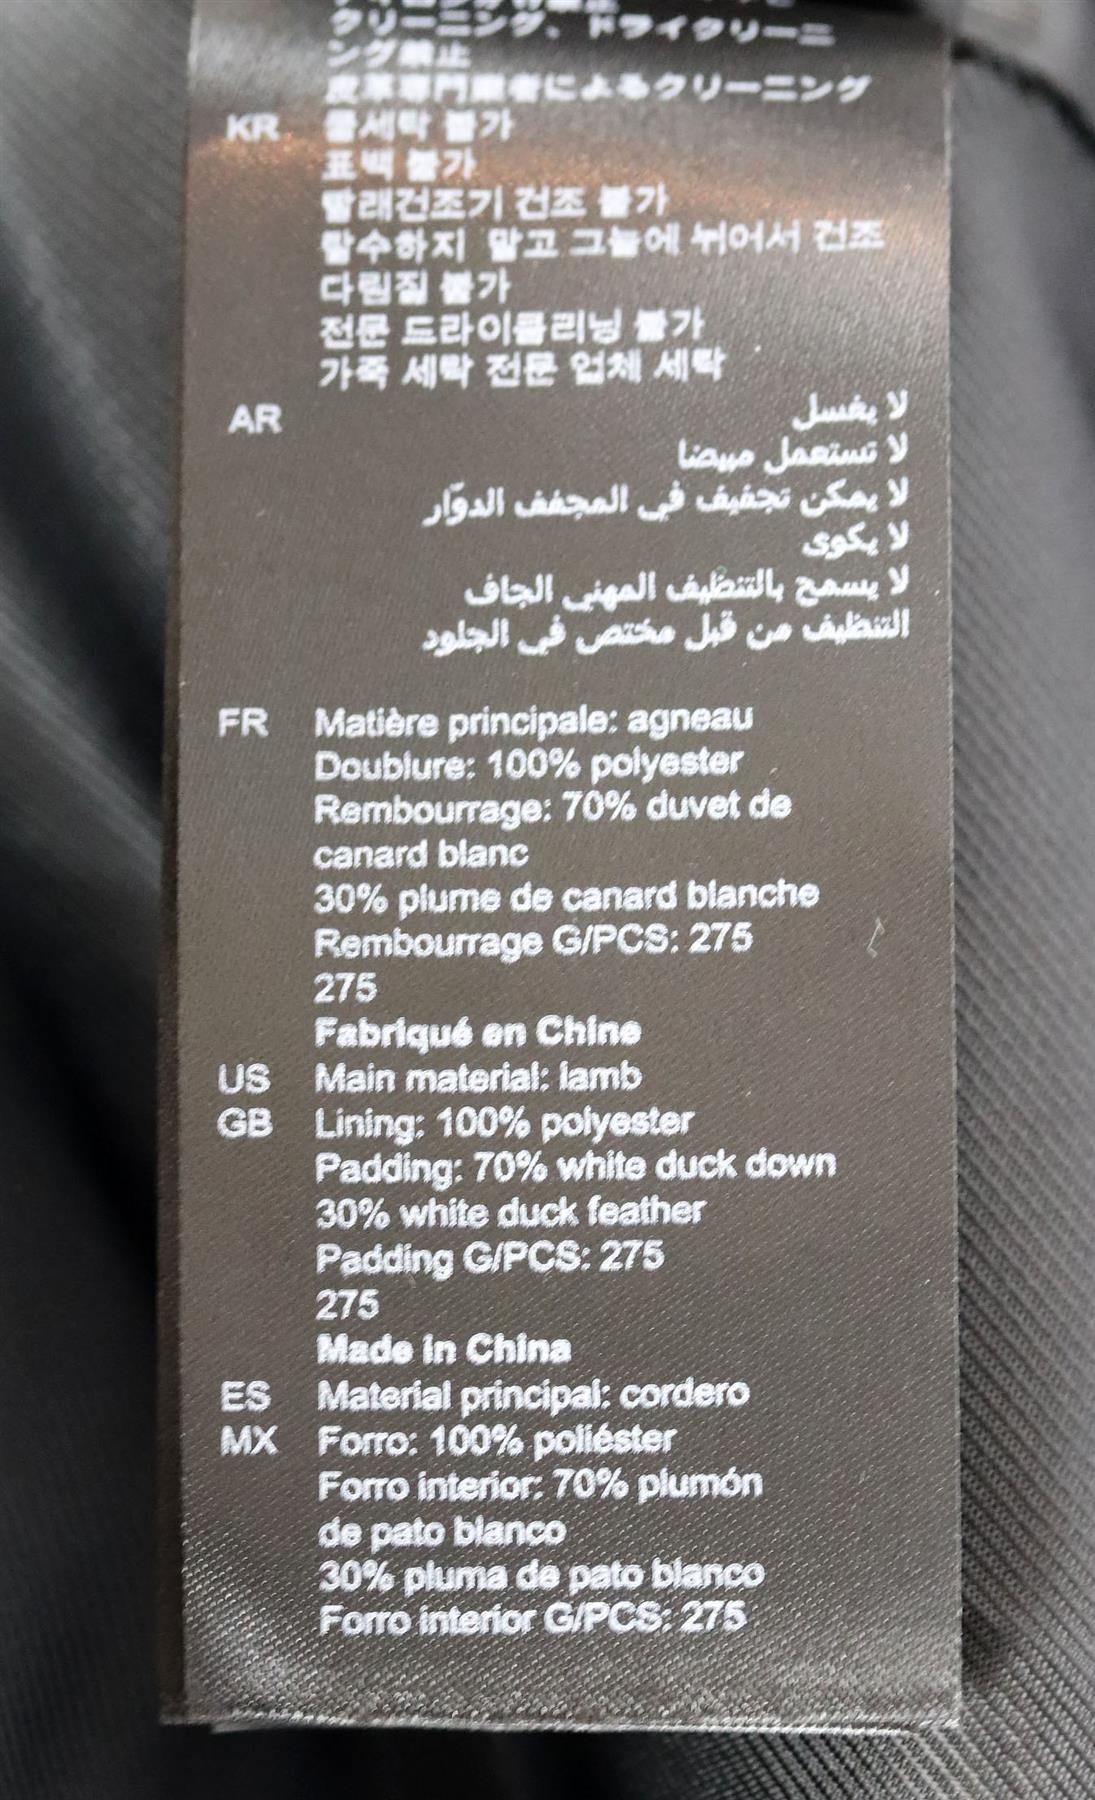 クリーニング、ドライクリーニ
ング禁止
皮革専門業者によるクリーニング
KR 물세탁 불가
표백 불가
빨래건조기 건조 불가
탈수하지 말고 그늘에 뉘어서 건조
다림질 불가
전문 드라이클리닝 불가
가죽 세탁 전문 업체 세탁
AR لا يغسل
لا تستعمل مبيضا
لا يمكن تجفيف في المجفف الدوّار
لا يكوى
لا يسمح بالتنظيف المهني الجاف
التنظيف من قبل مختص في الجلود
FR Matière principale: agneau
Doublure: 100% polyester
Rembourrage: 70% duvet de
canard blanc
30% plume de canard blanche
Rembourrage G/PCS: 275
275
Fabriqué en Chine
US Main material: lamb
GB Lining: 100% polyester
Padding: 70% white duck down
30% white duck feather
Padding G/PCS: 275
275
Made in China
ES Material principal: cordero
MX Forro: 100% poliéster
Forro interior: 70% plumón
de pato blanco
30% pluma de pato blanco
Forro interior G/PCS: 275